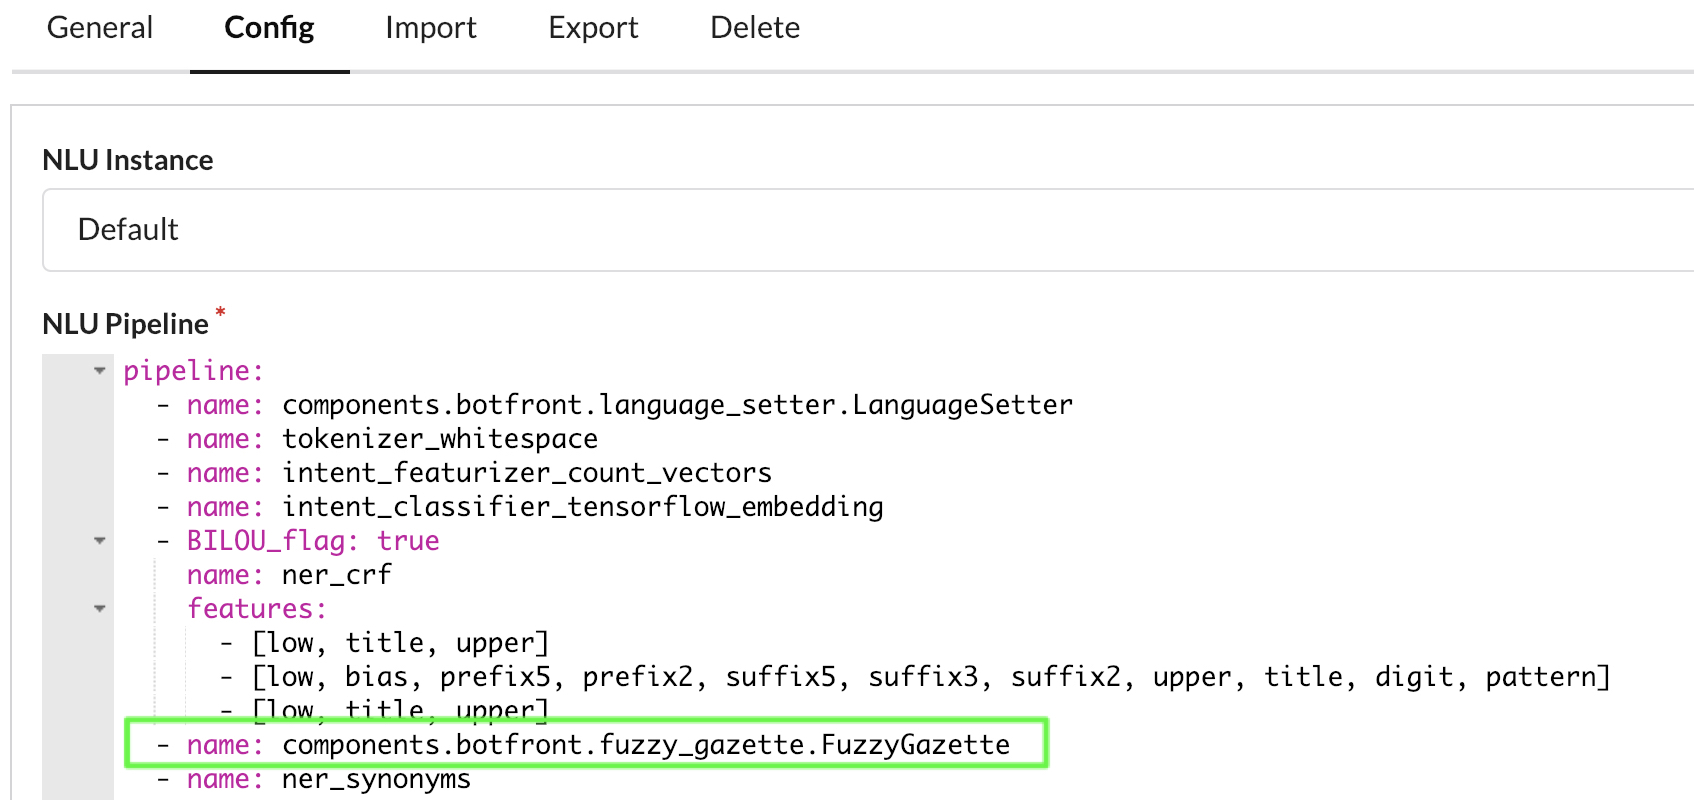 General Config Import Export Delete
NLU Instance
Default
NLU Pipeline *
pipeline:
- name: components.botfront.language_setter.LanguageSetter
- name: tokenizer_whitespace
- name: intent_featurizer_count_vectors
- name: intent_classifier_tensorflow_embedding
- BILOU_flag: true
name: ner_crf
features:
- [low, title, upper]
- [low, bias, prefix5, prefix2, suffix5, suffix3, suffix2, upper, title, digit, pattern]
- [low, title, upper]
- name: components.botfront.fuzzy_gazette.FuzzyGazette
- name: ner_synonyms